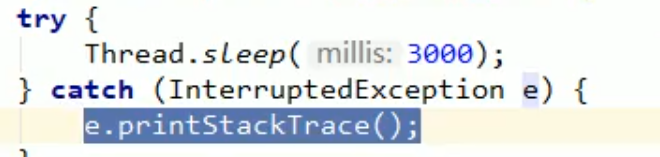 try {
    Thread.sleep( millis: 3000);
} catch (InterruptedException e) {
    e.printStackTrace();
}